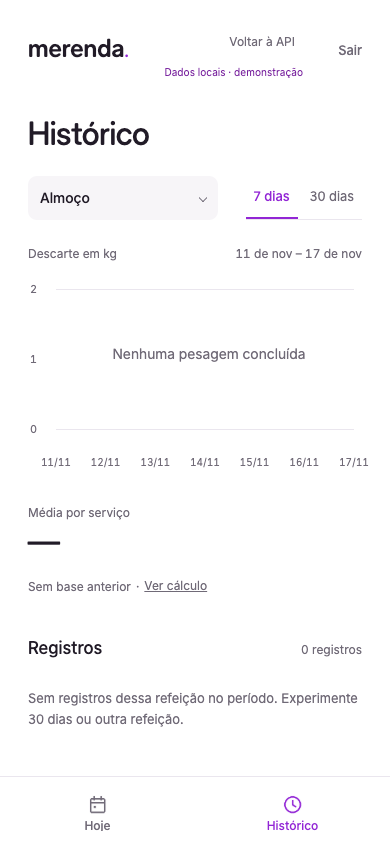 merenda.
Voltar à API
Sair
Dados locais · demonstração
Histórico
Almoço
7 dias
30 dias
Descarte em kg
11 de nov – 17 de nov
2
Nenhuma pesagem concluída
1
0
11/11 12/11 13/11 14/11 15/11 16/11 17/11
Média por serviço
—
Sem base anterior · Ver cálculo
Registros
0 registros
Sem registros dessa refeição no período. Experimente
30 dias ou outra refeição.
Hoje
Histórico